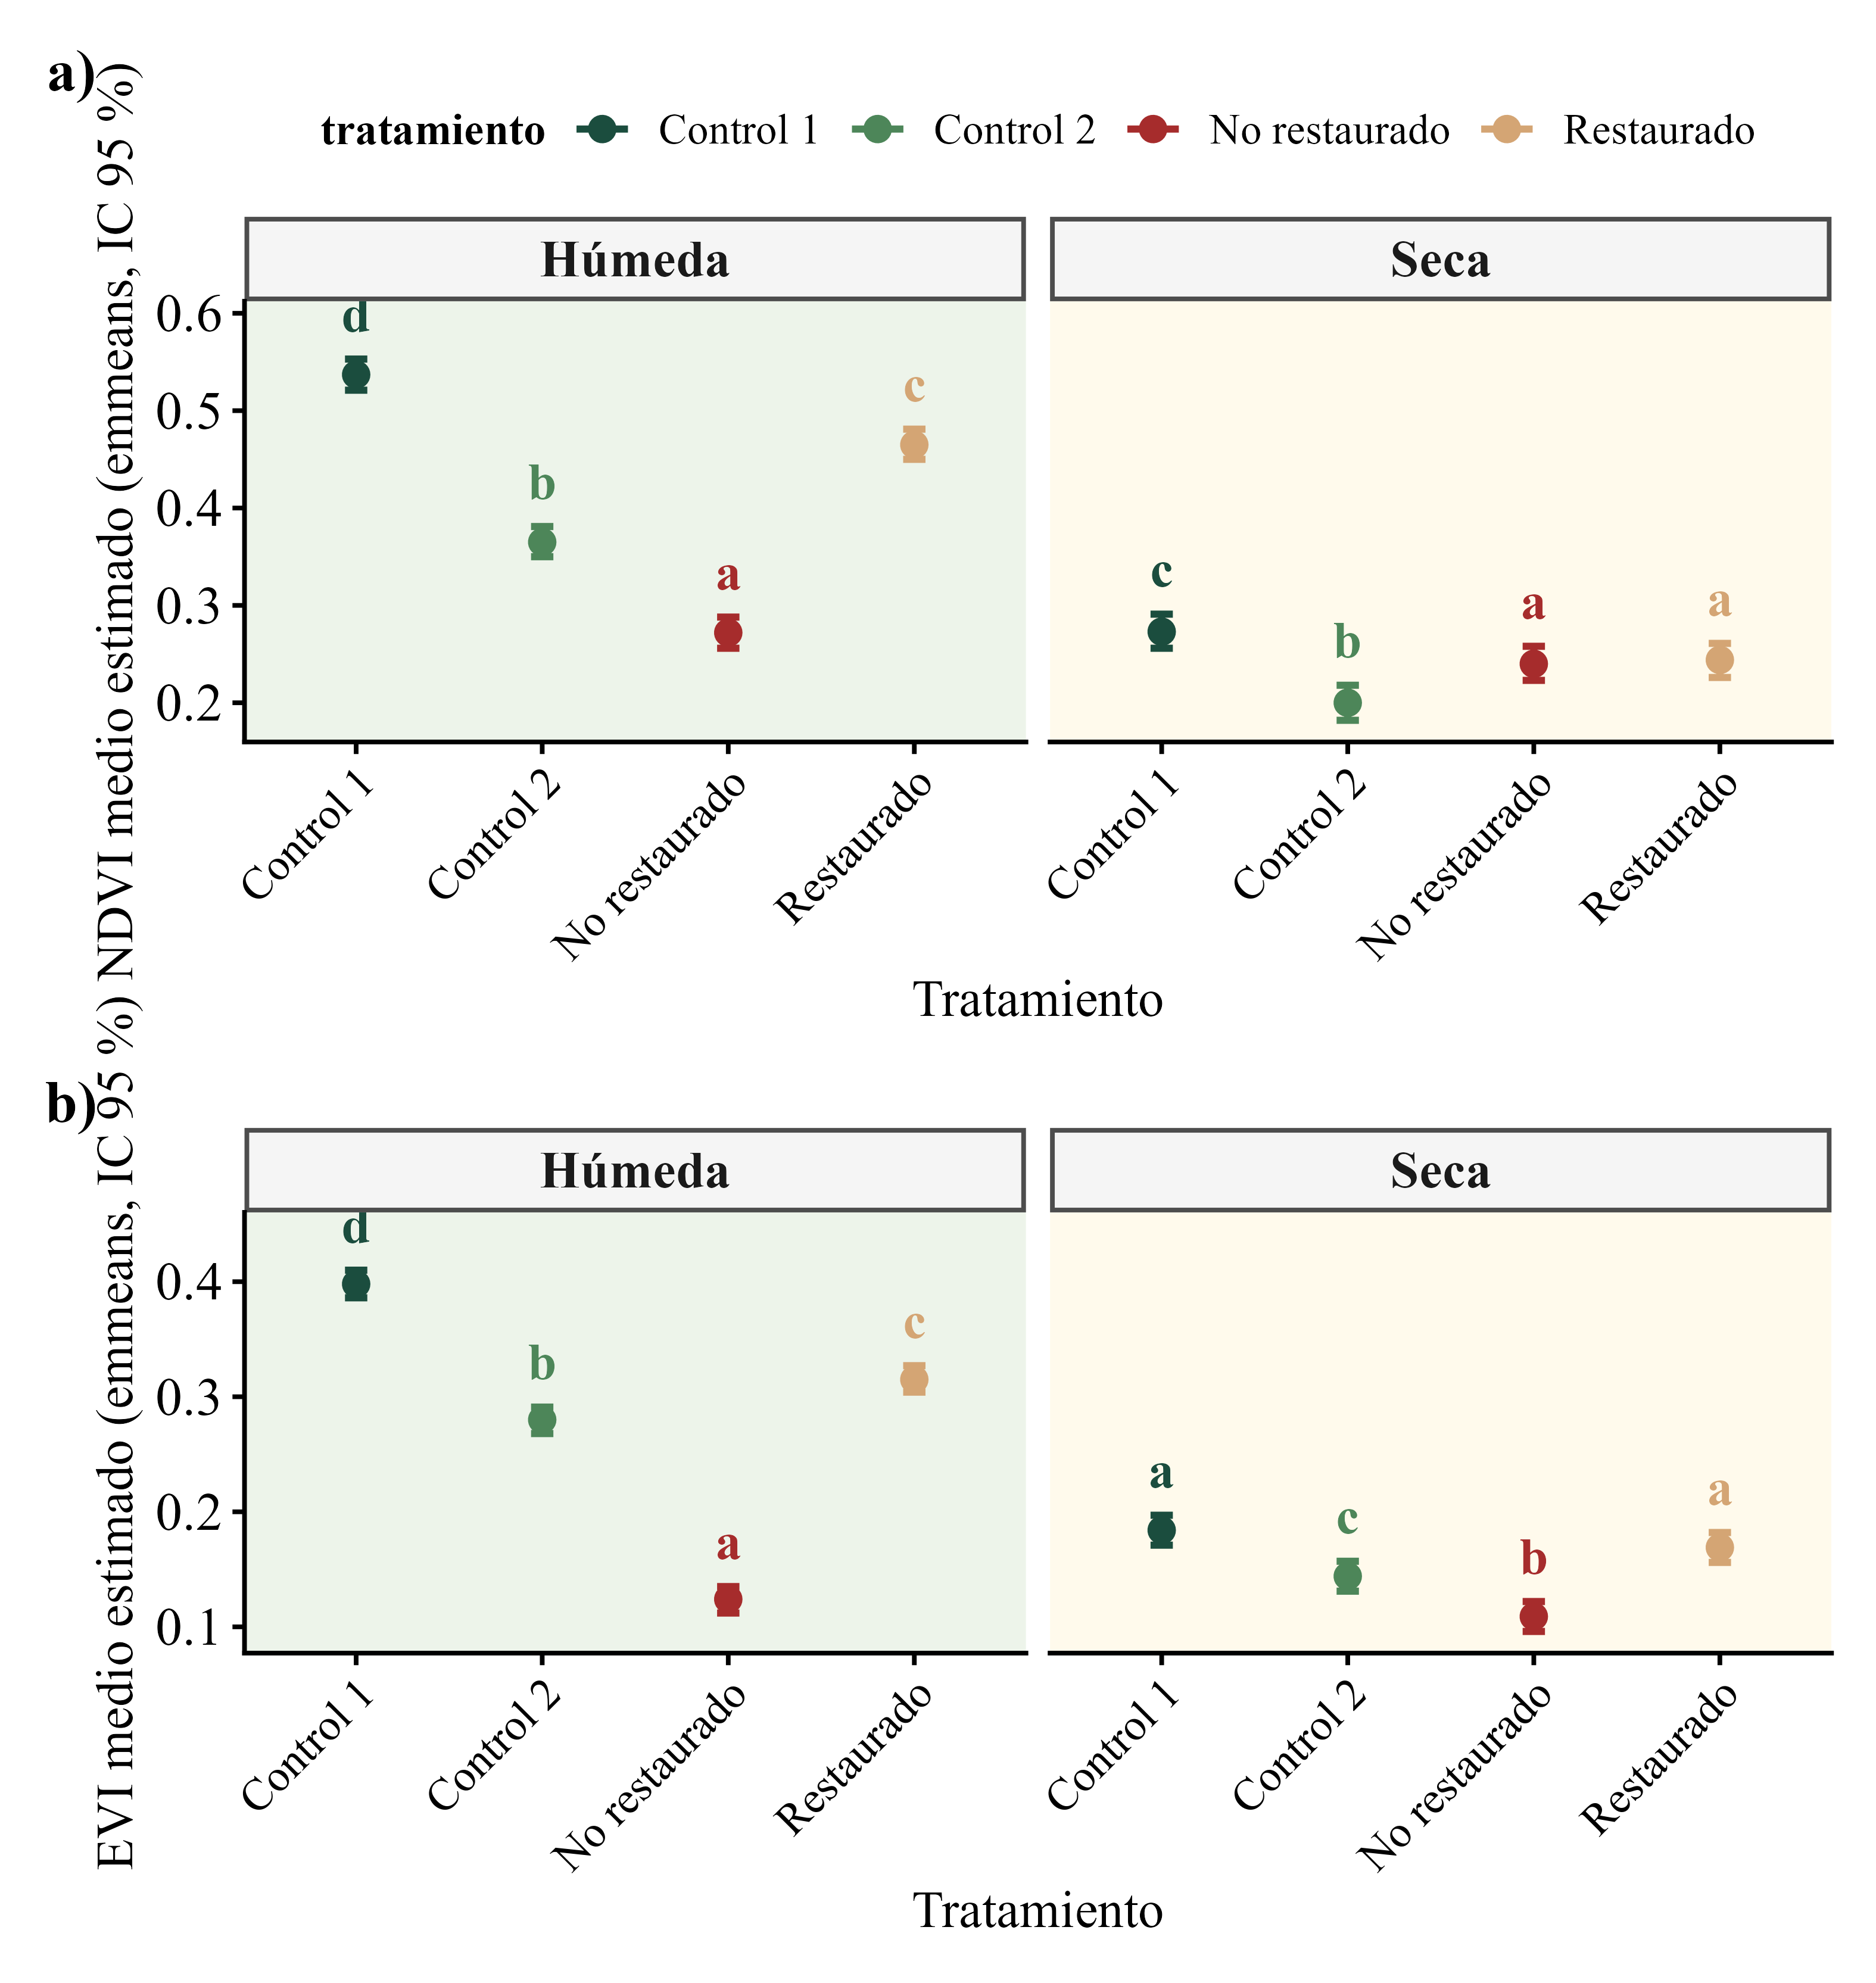 a)
tratamiento Control 1 Control 2 No restaurado Restaurado
NDVI medio estimado (emmeans, IC 95 %)
Húmeda Seca
0.6
0.5
0.4
0.3
0.2
d
b
a
c
c
b
a
a
Control 1 Control 2 No restaurado Restaurado Control 1 Control 2 No restaurado Restaurado
Tratamiento
b)
EVI medio estimado (emmeans, IC 95 %)
Húmeda Seca
0.4
0.3
0.2
0.1
d
b
a
c
a
c
b
a
Control 1 Control 2 No restaurado Restaurado Control 1 Control 2 No restaurado Restaurado
Tratamiento